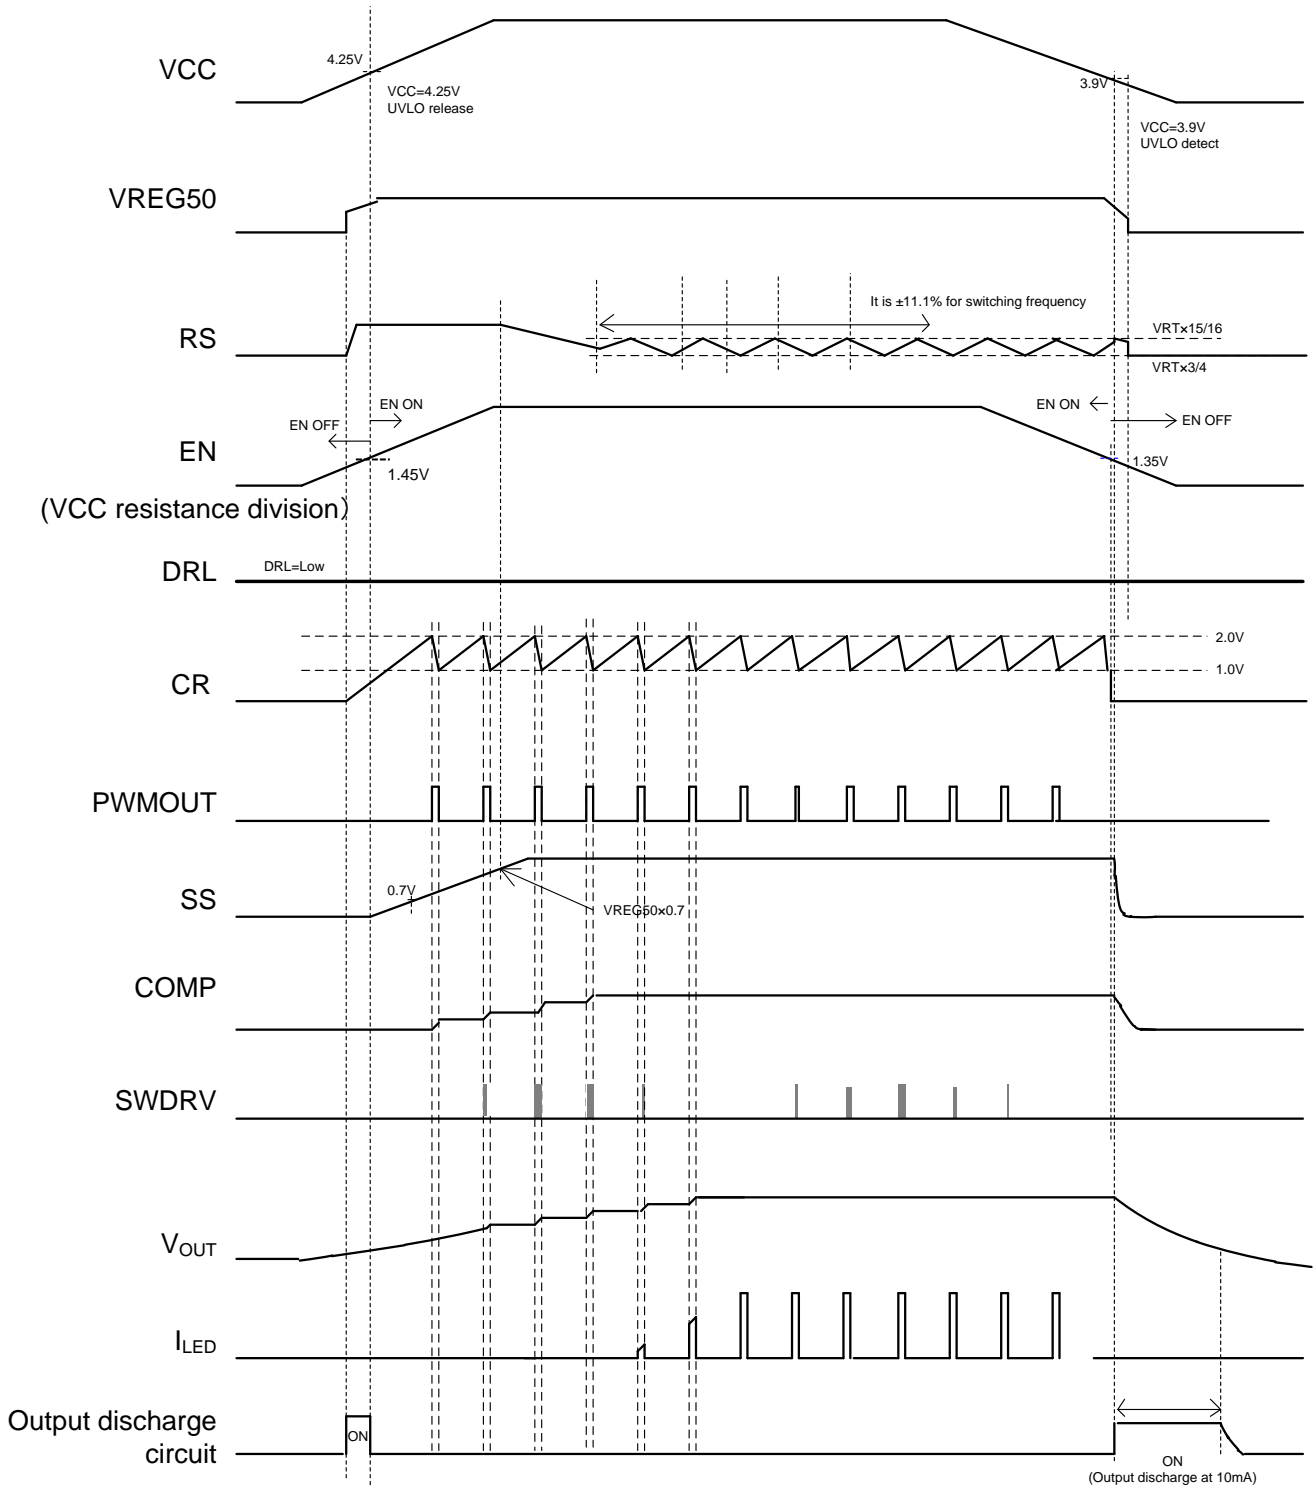 VCC
4.25V
VCC=4.25V
UVLO release
3.9V
VCC=3.9V
UVLO detect
VREG50
RS
It is ±11.1% for switching frequency
VRT×15/16
VRT×3/4
EN
(VCC resistance division)
EN OFF
EN ON
1.45V
EN ON
EN OFF
1.35V
DRL
DRL=Low
CR
2.0V
1.0V
PWMOUT
SS
0.7V
VREG50×0.7
COMP
SWDRV
VOUT
ILED
Output discharge
circuit
ON
ON
(Output discharge at 10mA)